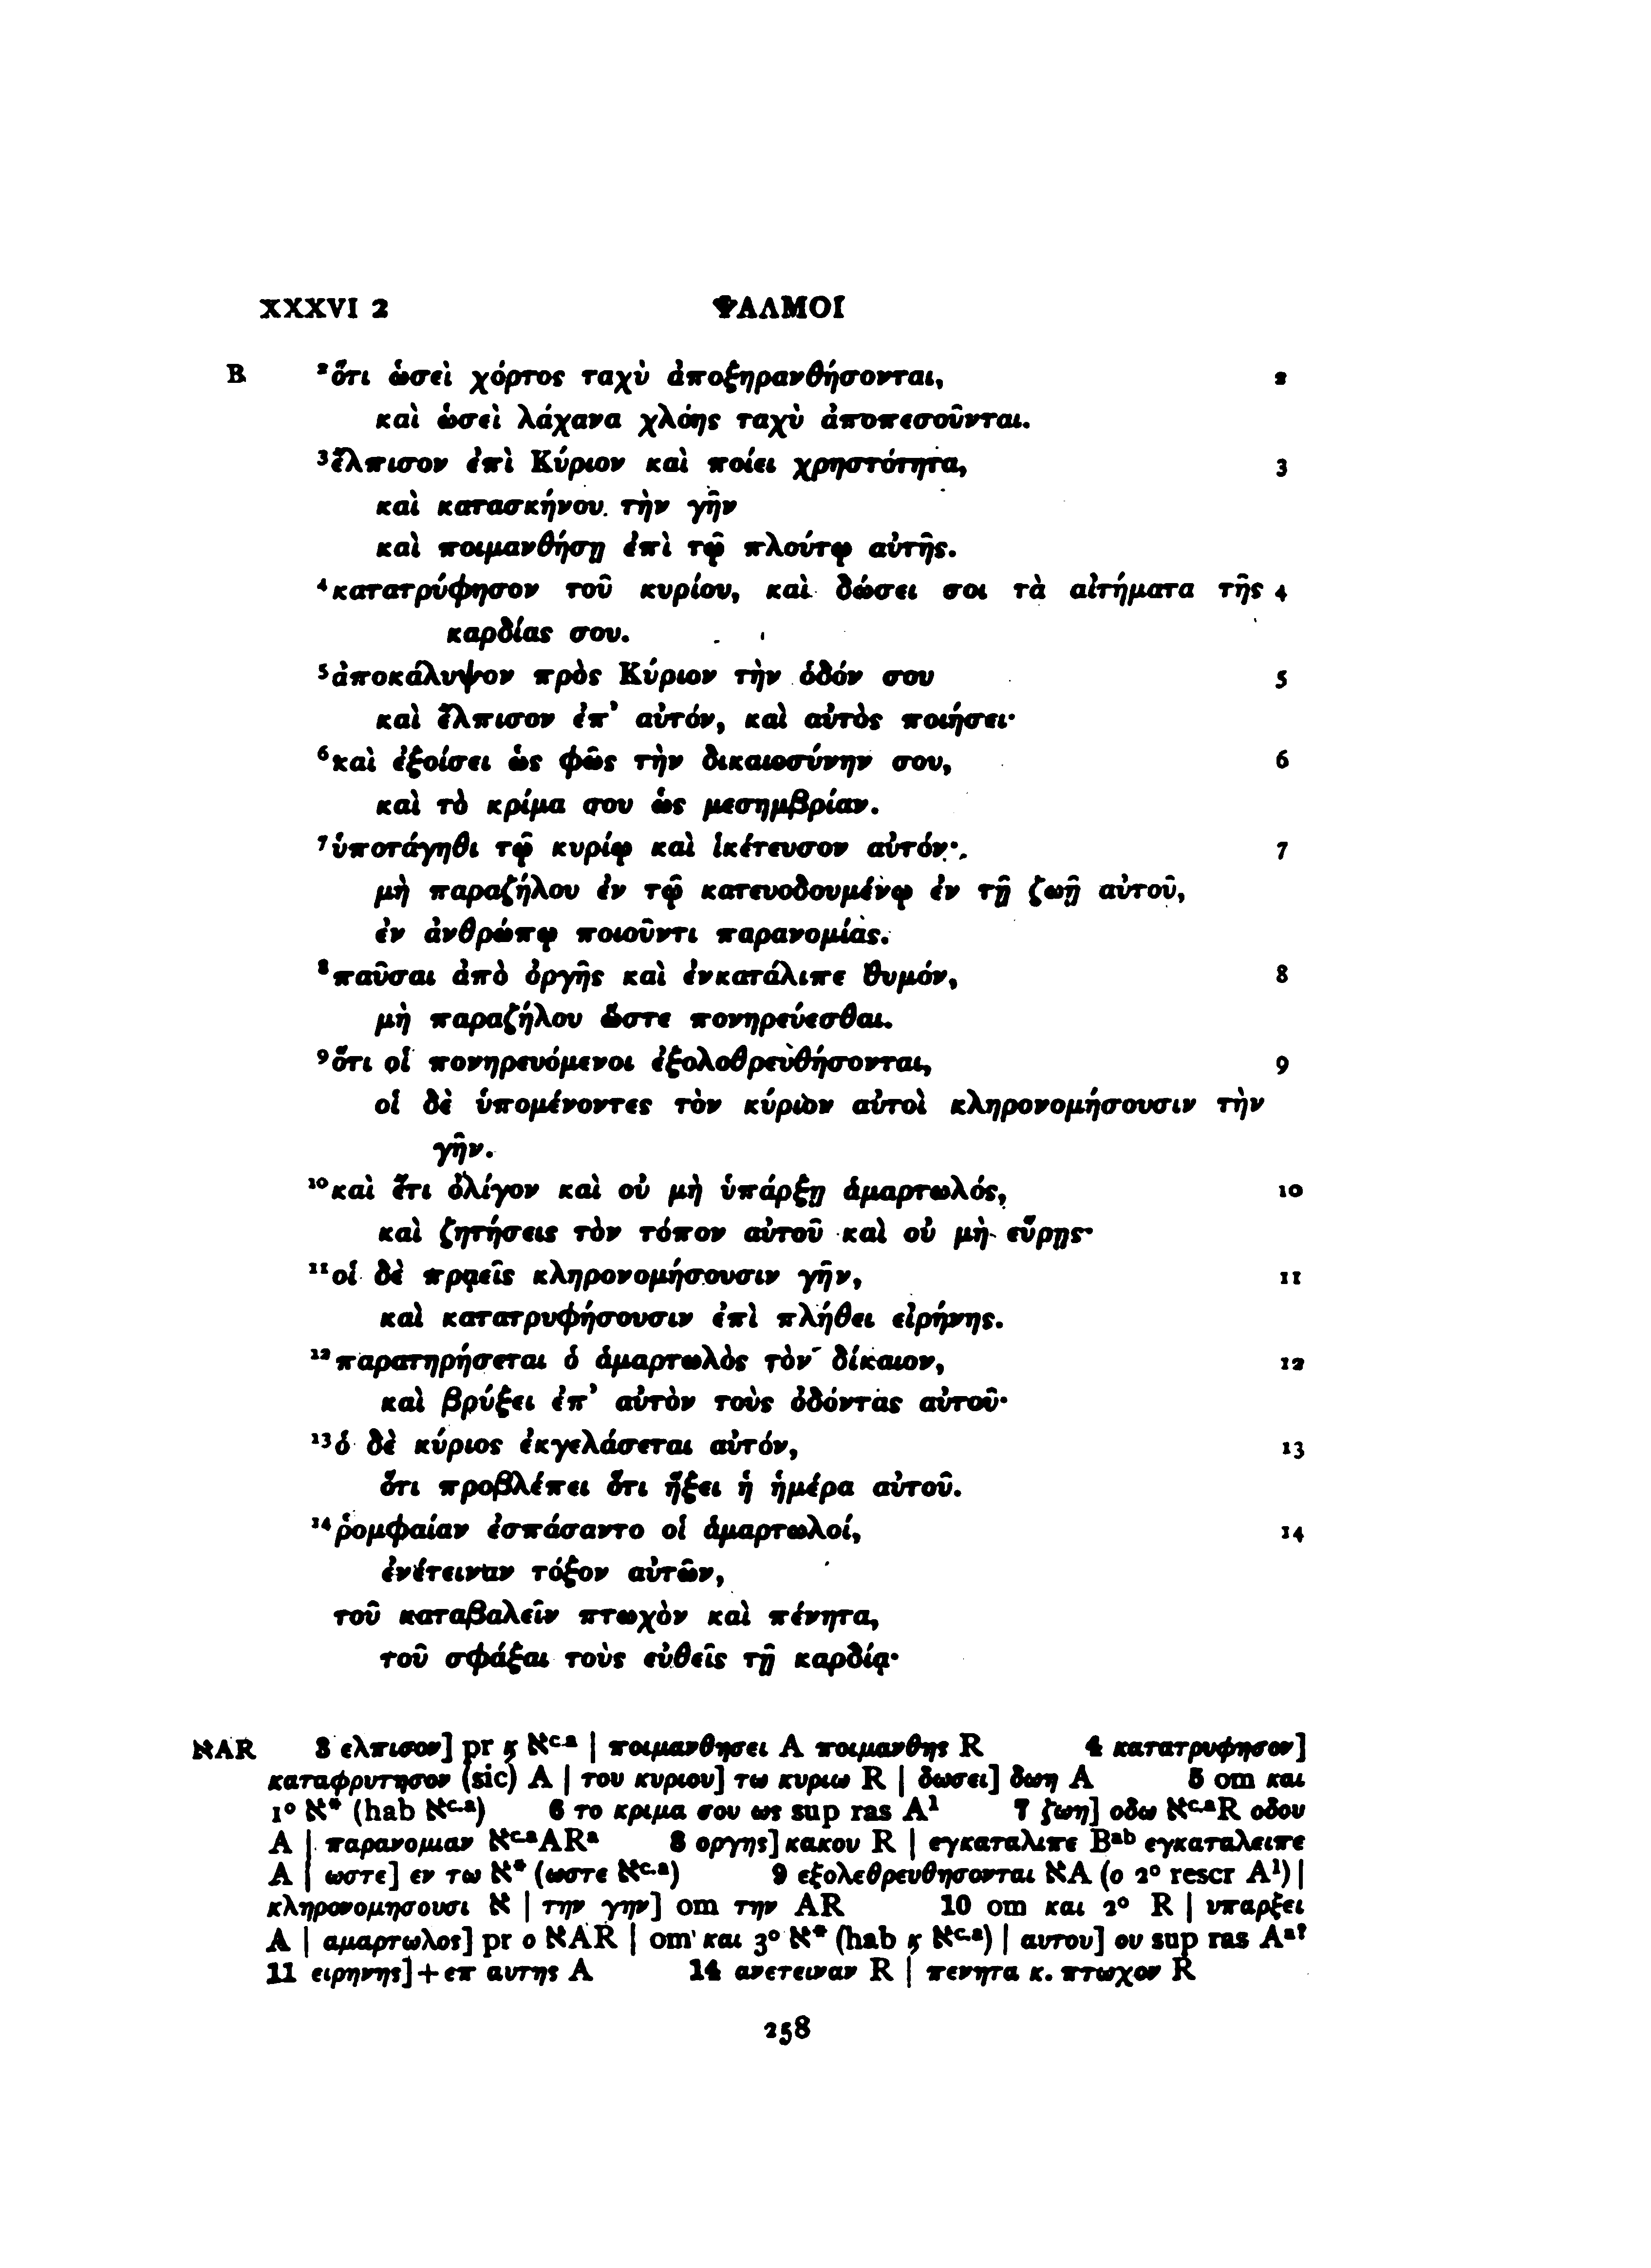 XXXVI 2 ΨΑΛΜΟΙ
B ²ὅτι ὡσεὶ χόρτος ταχὺ ἀποξηρανθήσονται, 2
καὶ ὡσεὶ λάχανα χλόης ταχὺ ἀποπεσοῦνται.
³ἔλπισον ἐπὶ Κύριον καὶ ποίει χρηστότητα, 3
καὶ κατασκήνου τὴν γῆν
καὶ ποιμανθήσῃ ἐπὶ τῷ πλούτῳ αὐτῆς.
⁴κατατρύφησον τοῦ κυρίου, καὶ δώσει σοι τὰ αἰτήματα τῆς 4
καρδίας σου.
⁵ἀποκάλυψον πρὸς Κύριον τὴν ὁδόν σου 5
καὶ ἔλπισον ἐπ’ αὐτόν, καὶ αὐτὸς ποιήσει·
⁶καὶ ἐξοίσει ὡς φῶς τὴν δικαιοσύνην σου, 6
καὶ τὸ κρίμα σου ὡς μεσημβρίαν.
⁷ὑποτάγηθι τῷ κυρίῳ καὶ ἱκέτευσον αὐτόν·. 7
μὴ παραζήλου ἐν τῷ κατευοδουμένῳ ἐν τῇ ζωῇ αὐτοῦ,
ἐν ἀνθρώπῳ ποιοῦντι παρανομίας.
⁸παῦσαι ἀπὸ ὀργῆς καὶ ἐνκατάλιπε θυμόν, 8
μὴ παραζήλου ὥστε πονηρεύεσθαι.
⁹ὅτι οἱ πονηρευόμενοι ἐξολοθρευθήσονται, 9
οἱ δὲ ὑπομένοντες τὸν κύριον αὐτοὶ κληρονομήσουσιν τὴν
γῆν.
¹⁰καὶ ἔτι ὀλίγον καὶ οὐ μὴ ὑπάρξῃ ἁμαρτωλός, 10
καὶ ζητήσεις τὸν τόπον αὐτοῦ καὶ οὐ μὴ εὕρῃς·
¹¹οἱ δὲ πρᾳεῖς κληρονομήσουσιν γῆν, 11
καὶ κατατρυφήσουσιν ἐπὶ πλήθει εἰρήνης.
¹²παρατηρήσεται ὁ ἁμαρτωλὸς τὸν δίκαιον, 12
καὶ βρύξει ἐπ’ αὐτὸν τοὺς ὀδόντας αὐτοῦ·
¹³ὁ δὲ κύριος ἐκγελάσεται αὐτόν, 13
ὅτι προβλέπει ὅτι ἥξει ἡ ἡμέρα αὐτοῦ.
¹⁴ῥομφαίαν ἐσπάσαντο οἱ ἁμαρτωλοί, 14
ἐνέτειναν τόξον αὐτῶν,
τοῦ καταβαλεῖν πτωχὸν καὶ πένητα,
τοῦ σφάξαι τοὺς εὐθεῖς τῇ καρδίᾳ·
אAR 3 ελπισον] pr ϗ אᶜ·ᵃ | ποιμανθησει A ποιμανθης R 4 κατατρυφησον]
καταφρυτησον (sic) A | του κυριου] τω κυριω R | δωσει] δωη A 5 om και
1º א* (hab אᶜ·ᵃ) 6 το κριμα σου ως sup ras A¹ 7 ζωη] οδω אᶜ·ᵃR οδου
A | παρανομιαν אᶜ·ᵃARᵃ 8 οργης] κακου R | εγκαταλιπε Bᵃᵇ εγκαταλειπε
A | ωστε] εν τω א* (ωστε אᶜ·ᵃ) 9 εξολεθρευθησονται אA (ο 2º rescr A¹) |
κληρονομησουσι א | την γην] om την AR 10 om και 2º R | υπαρξει
A | αμαρτωλος] pr ο אAR | om και 3º א* (hab ϗ אᶜ·ᵃ) | αυτου] ου sup ras Aᵃ?
11 ειρηνης]+επ αυτης A 14 ανετειναν R | πενητα κ. πτωχον R
258